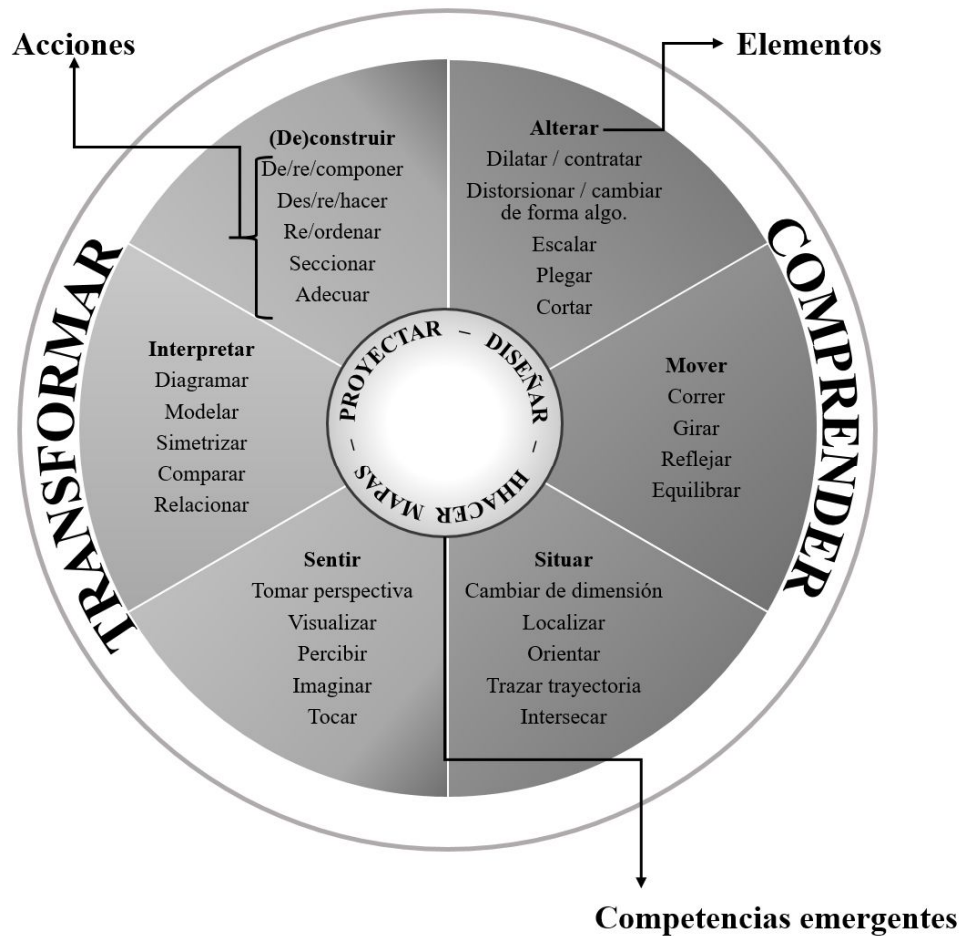 Acciones
Elementos
(De)construir
De/re/componer
Des/re/hacer
Re/ordenar
Seccionar
Adecuar
Alterar
Dilatar / contratar
Distorsionar / cambiar
de forma algo.
Escalar
Plegar
Cortar
TRANSFORMAR
COMPRENDER
Interpretar
Diagramar
Modelar
Simetrizar
Comparar
Relacionar
PROYECTAR – DISEÑAR – HHACER MAPAS –
Mover
Correr
Girar
Reflejar
Equilibrar
Sentir
Tomar perspectiva
Visualizar
Percibir
Imaginar
Tocar
Situar
Cambiar de dimensión
Localizar
Orientar
Trazar trayectoria
Intersecar
Competencias emergentes